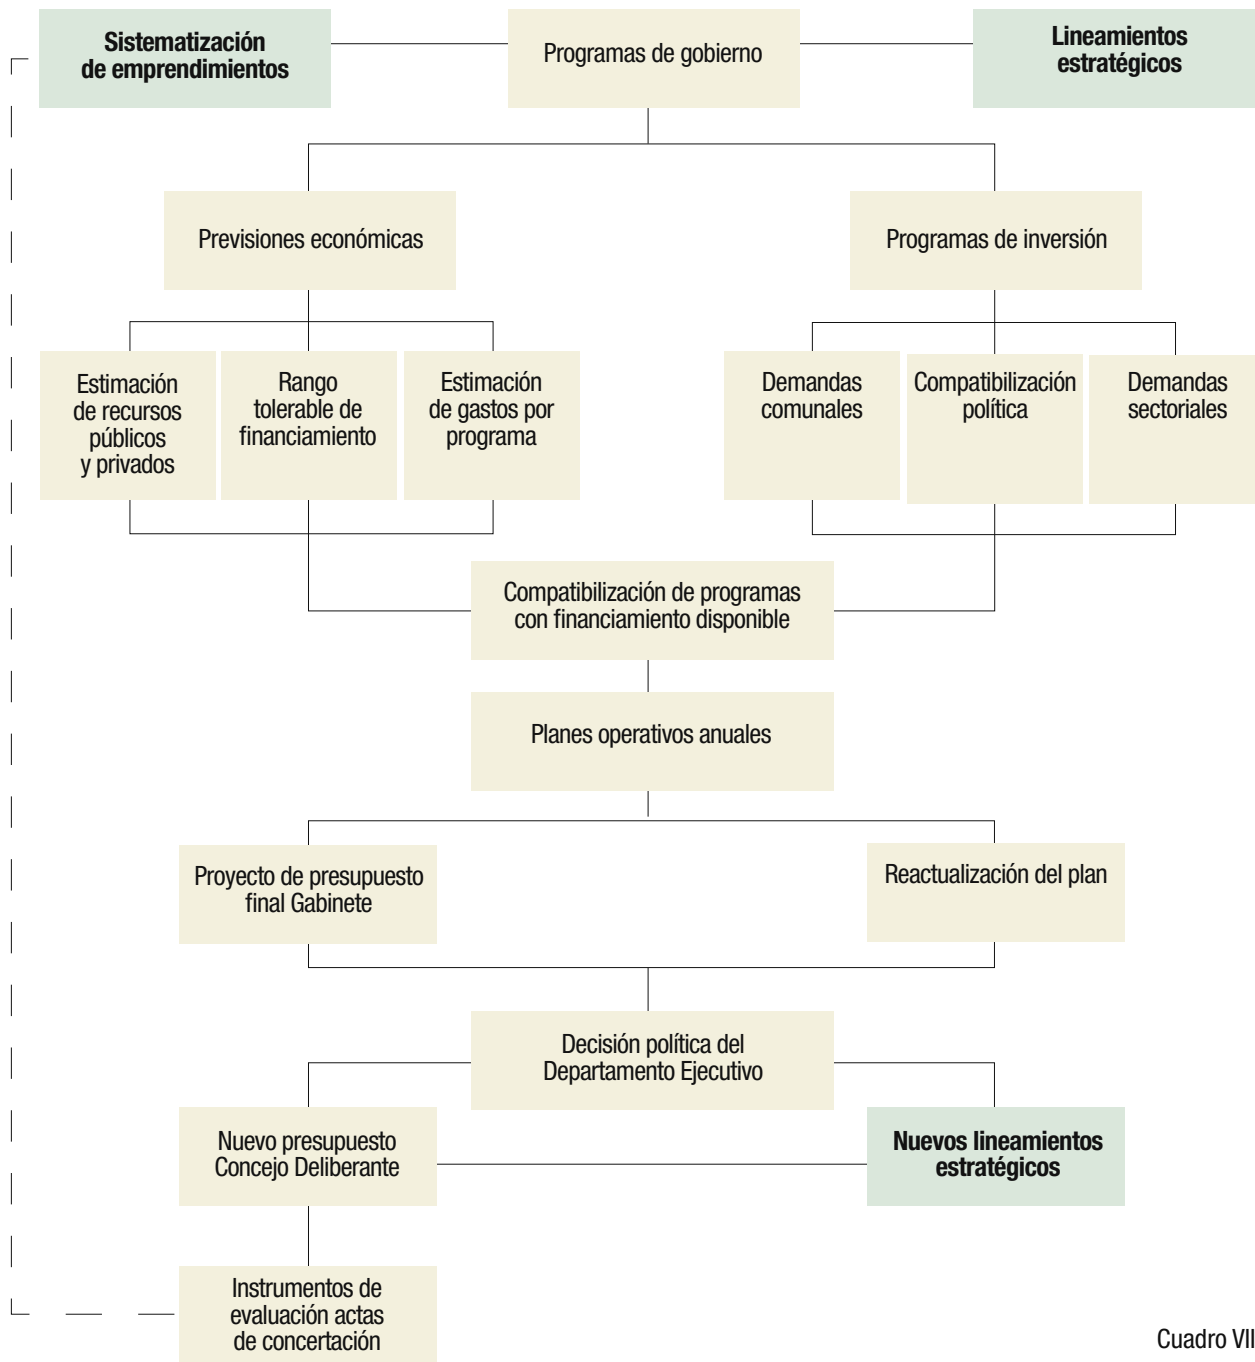 Sistematización
de emprendimientos
Programas de gobierno
Lineamientos
estratégicos
Previsiones económicas
Programas de inversión
Estimación
de recursos
públicos
y privados
Rango
tolerable de
financiamiento
Estimación
de gastos por
programa
Demandas
comunales
Compatibilización
política
Demandas
sectoriales
Compatibilización de programas
con financiamiento disponible
Planes operativos anuales
Proyecto de presupuesto
final Gabinete
Reactualización del plan
Decisión política del
Departamento Ejecutivo
Nuevo presupuesto
Concejo Deliberante
Nuevos lineamientos
estratégicos
Instrumentos de
evaluación actas
de concertación
Cuadro VII